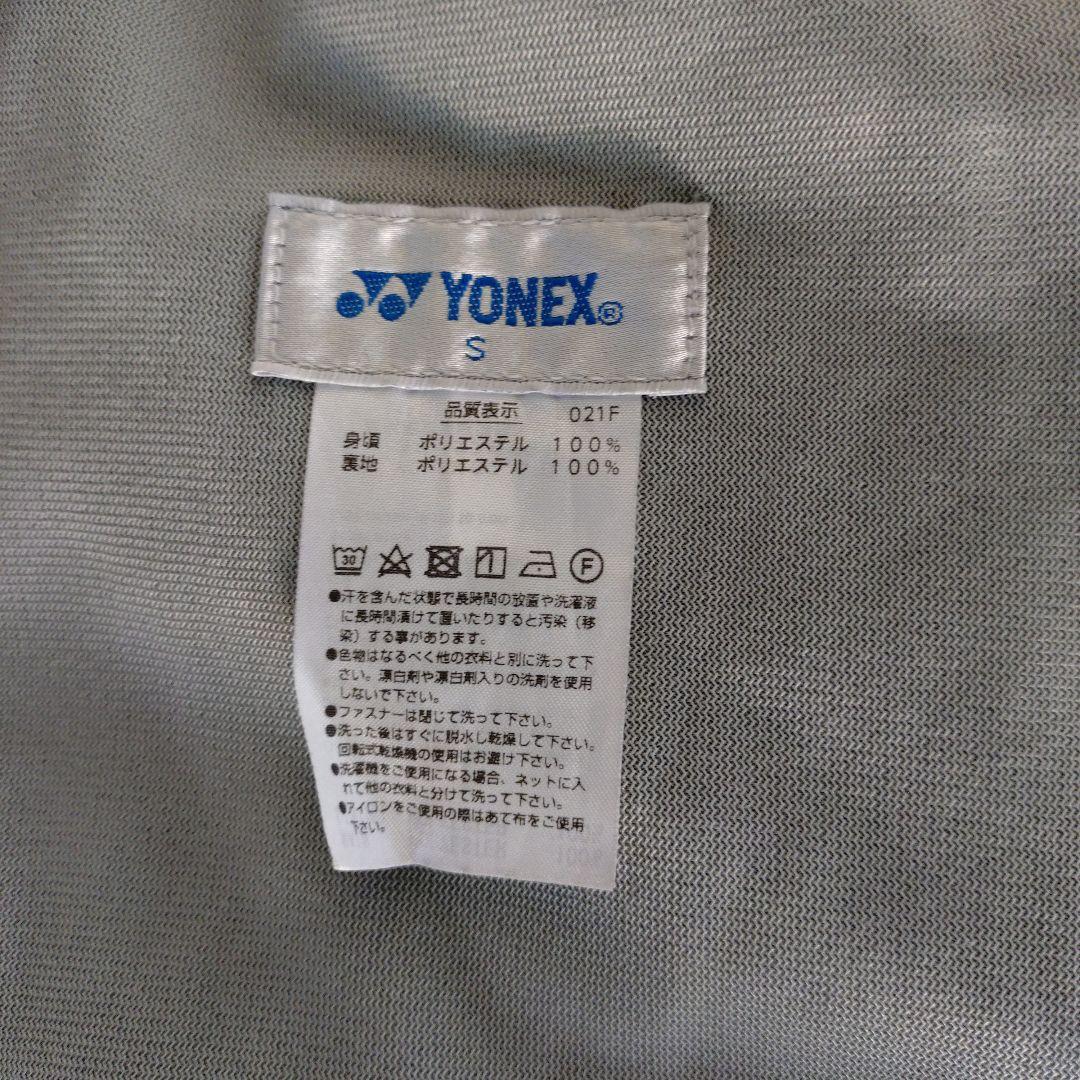 YONEX®
S
品質表示 021F
身頃 ポリエステル 100%
裏地 ポリエステル 100%
30 F
●汗を含んだ状態で長時間の放置や洗濯液
に長時間漬けて置いたりすると汚染（移
染）する事があります。
●色物はなるべく他の衣料と別に洗って下
さい。漂白剤や漂白剤入りの洗剤を使用
しないで下さい。
●ファスナーは閉じて洗って下さい。
●洗った後はすぐに脱水し乾燥して下さい。
回転式乾燥機の使用はお避け下さい。
●洗濯機をご使用になる場合、ネットに入
れて他の衣料と分けて洗って下さい。
●アイロンをご使用の際はあて布をご使用
下さい。